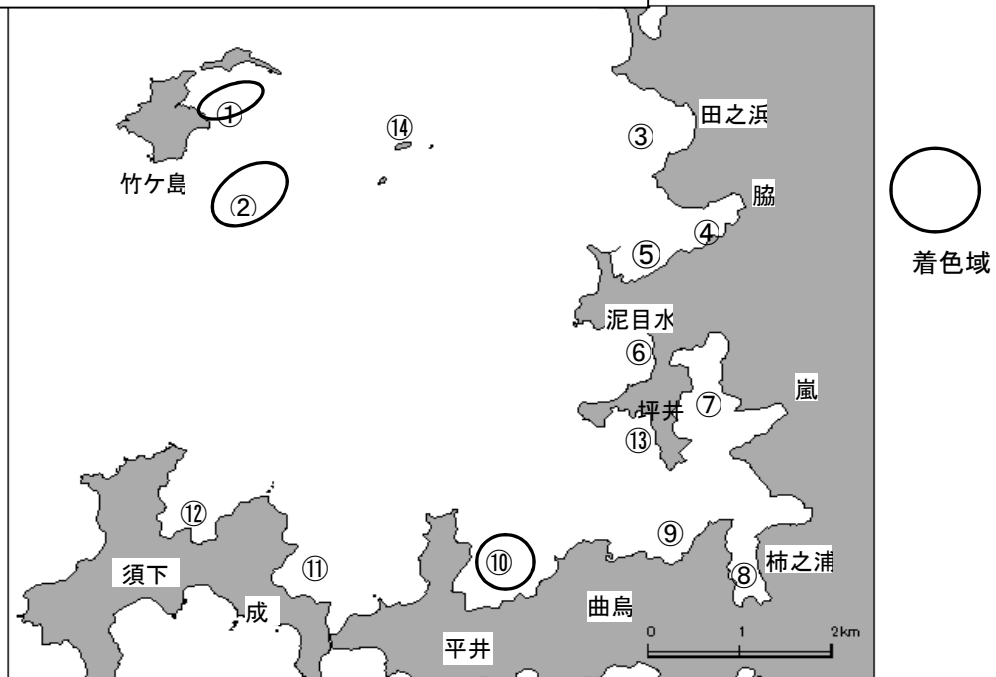 田之浜
①
⑭
③
竹ケ島
脇
②
④
⑤
着色域
泥目水
⑥
嵐
坪井
⑦
⑬
⑫
⑨
須下
⑪
⑩
柿之浦
⑧
成
曲烏
平井
0 1 2km